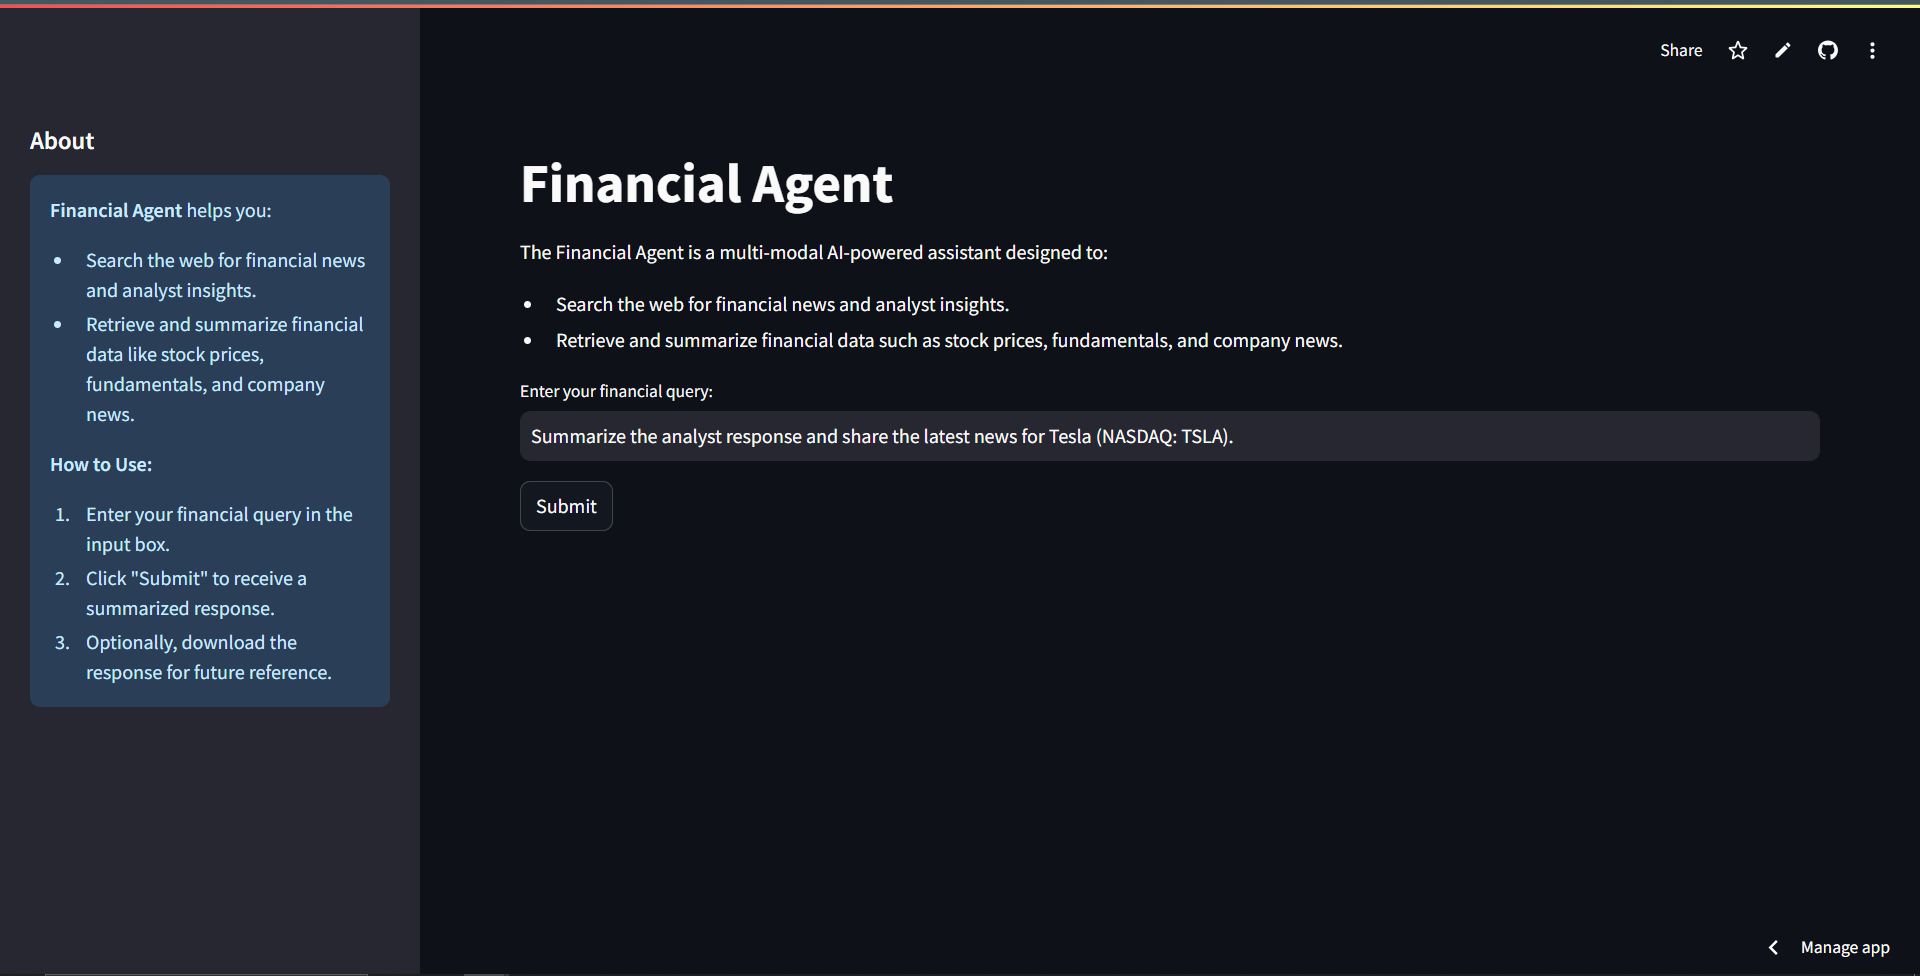 Share
About
Financial Agent helps you:
• Search the web for financial news
and analyst insights.
• Retrieve and summarize financial
data like stock prices,
fundamentals, and company
news.
How to Use:
1. Enter your financial query in the
input box.
2. Click "Submit" to receive a
summarized response.
3. Optionally, download the
response for future reference.
Financial Agent
The Financial Agent is a multi-modal AI-powered assistant designed to:
• Search the web for financial news and analyst insights.
• Retrieve and summarize financial data such as stock prices, fundamentals, and company news.
Enter your financial query:
Summarize the analyst response and share the latest news for Tesla (NASDAQ: TSLA).
Submit
Manage app